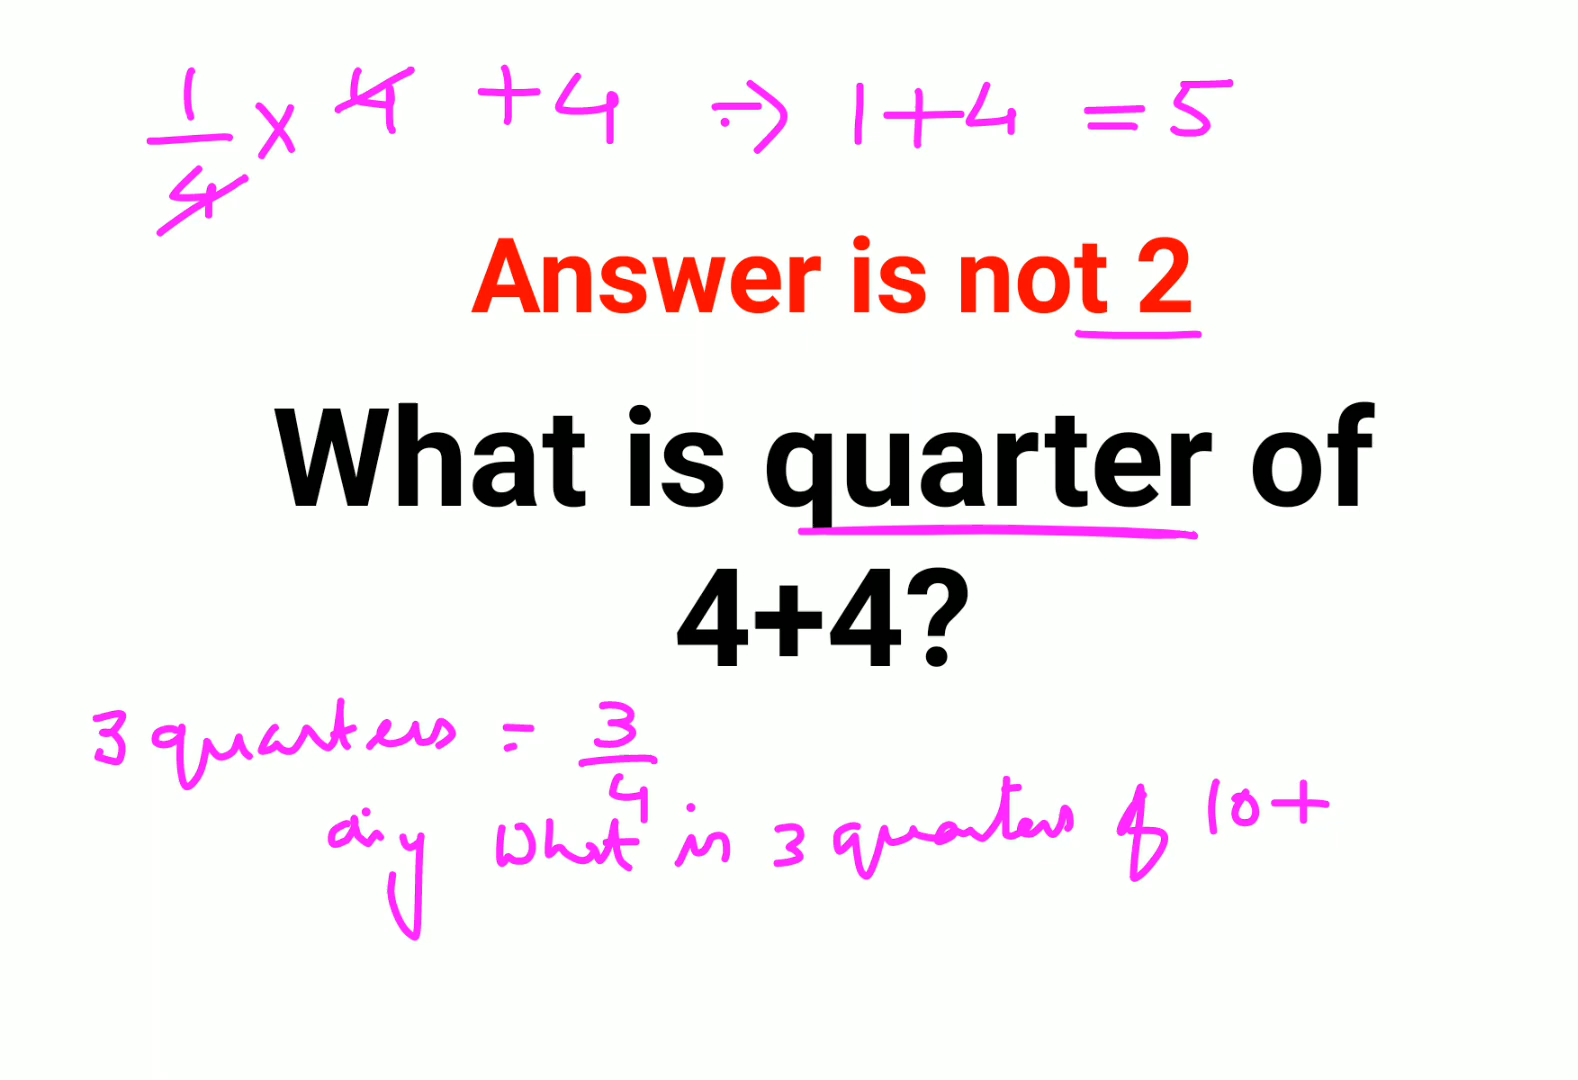 1/4 × 4 + 4 ⇒ 1+4 = 5
Answer is not 2
What is quarter of
4+4?
3 quarters = 3/4
What is 3 quarters of 10+